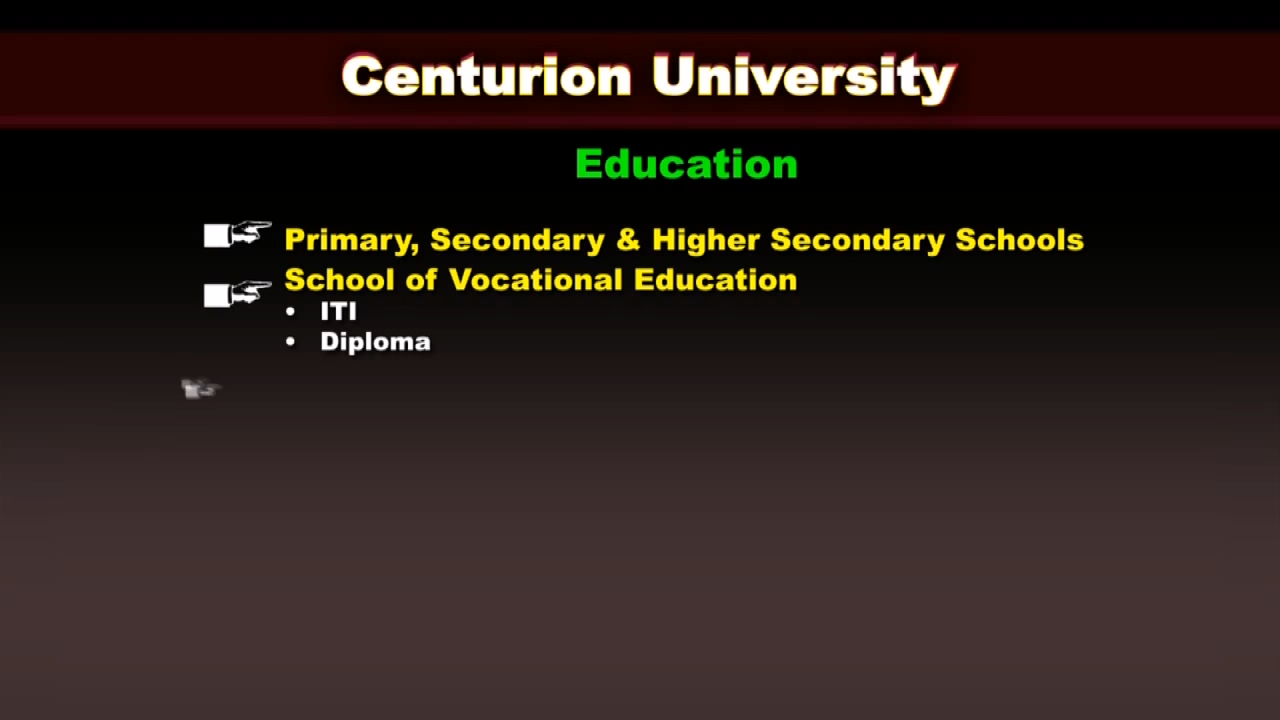 Centurion University
Education
Primary, Secondary & Higher Secondary Schools
School of Vocational Education
• ITI
• Diploma